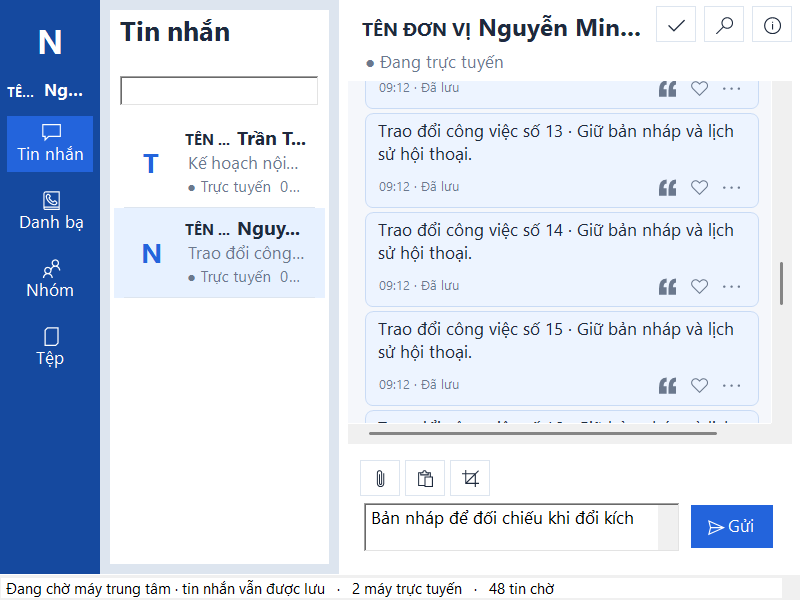 N
TÊ... Ng...
Tin nhắn
Danh bạ
Nhóm
Tệp
Tin nhắn
T
TÊN ... Trần T...
Kế hoạch nội...
● Trực tuyến 0...
N
TÊN ... Nguy...
Trao đổi công...
● Trực tuyến 0...
TÊN ĐƠN VỊ Nguyễn Min...
● Đang trực tuyến
09:12 · Đã lưu
Trao đổi công việc số 13 · Giữ bản nháp và lịch
sử hội thoại.
09:12 · Đã lưu
Trao đổi công việc số 14 · Giữ bản nháp và lịch
sử hội thoại.
09:12 · Đã lưu
Trao đổi công việc số 15 · Giữ bản nháp và lịch
sử hội thoại.
09:12 · Đã lưu
Bản nháp để đối chiếu khi đổi kích
Gửi
Đang chờ máy trung tâm · tin nhắn vẫn được lưu · 2 máy trực tuyến · 48 tin chờ